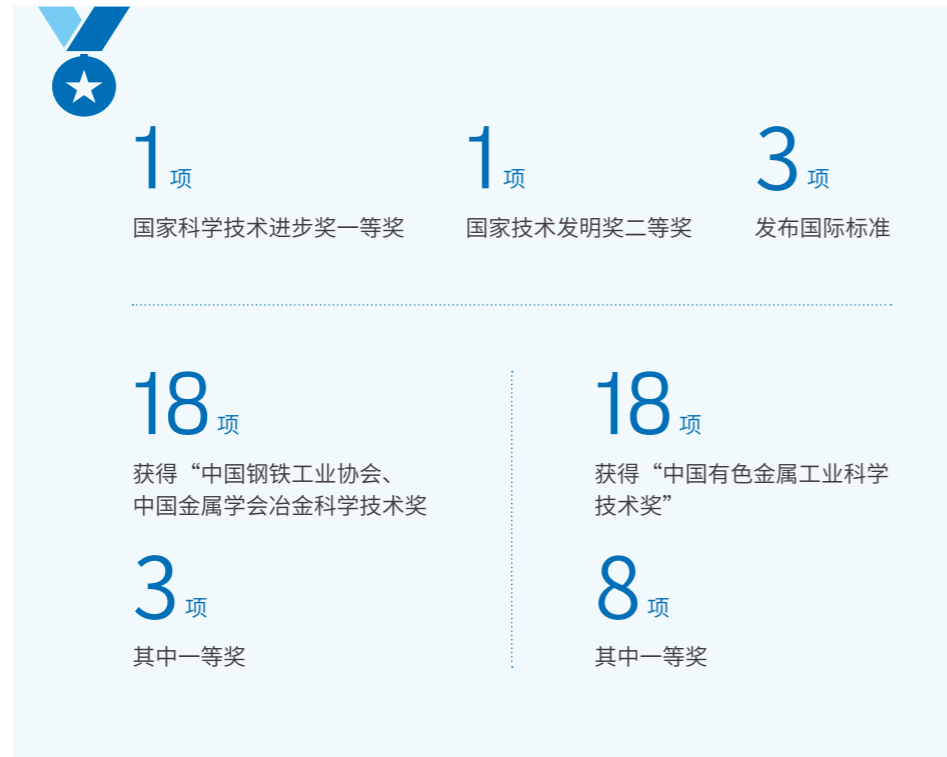 1 项
国家科学技术进步奖一等奖
1 项
国家技术发明奖二等奖
3 项
发布国际标准
18 项
获得“中国钢铁工业协会、
中国金属学会冶金科学技术奖
3 项
其中一等奖
18 项
获得“中国有色金属工业科学
技术奖”
8 项
其中一等奖